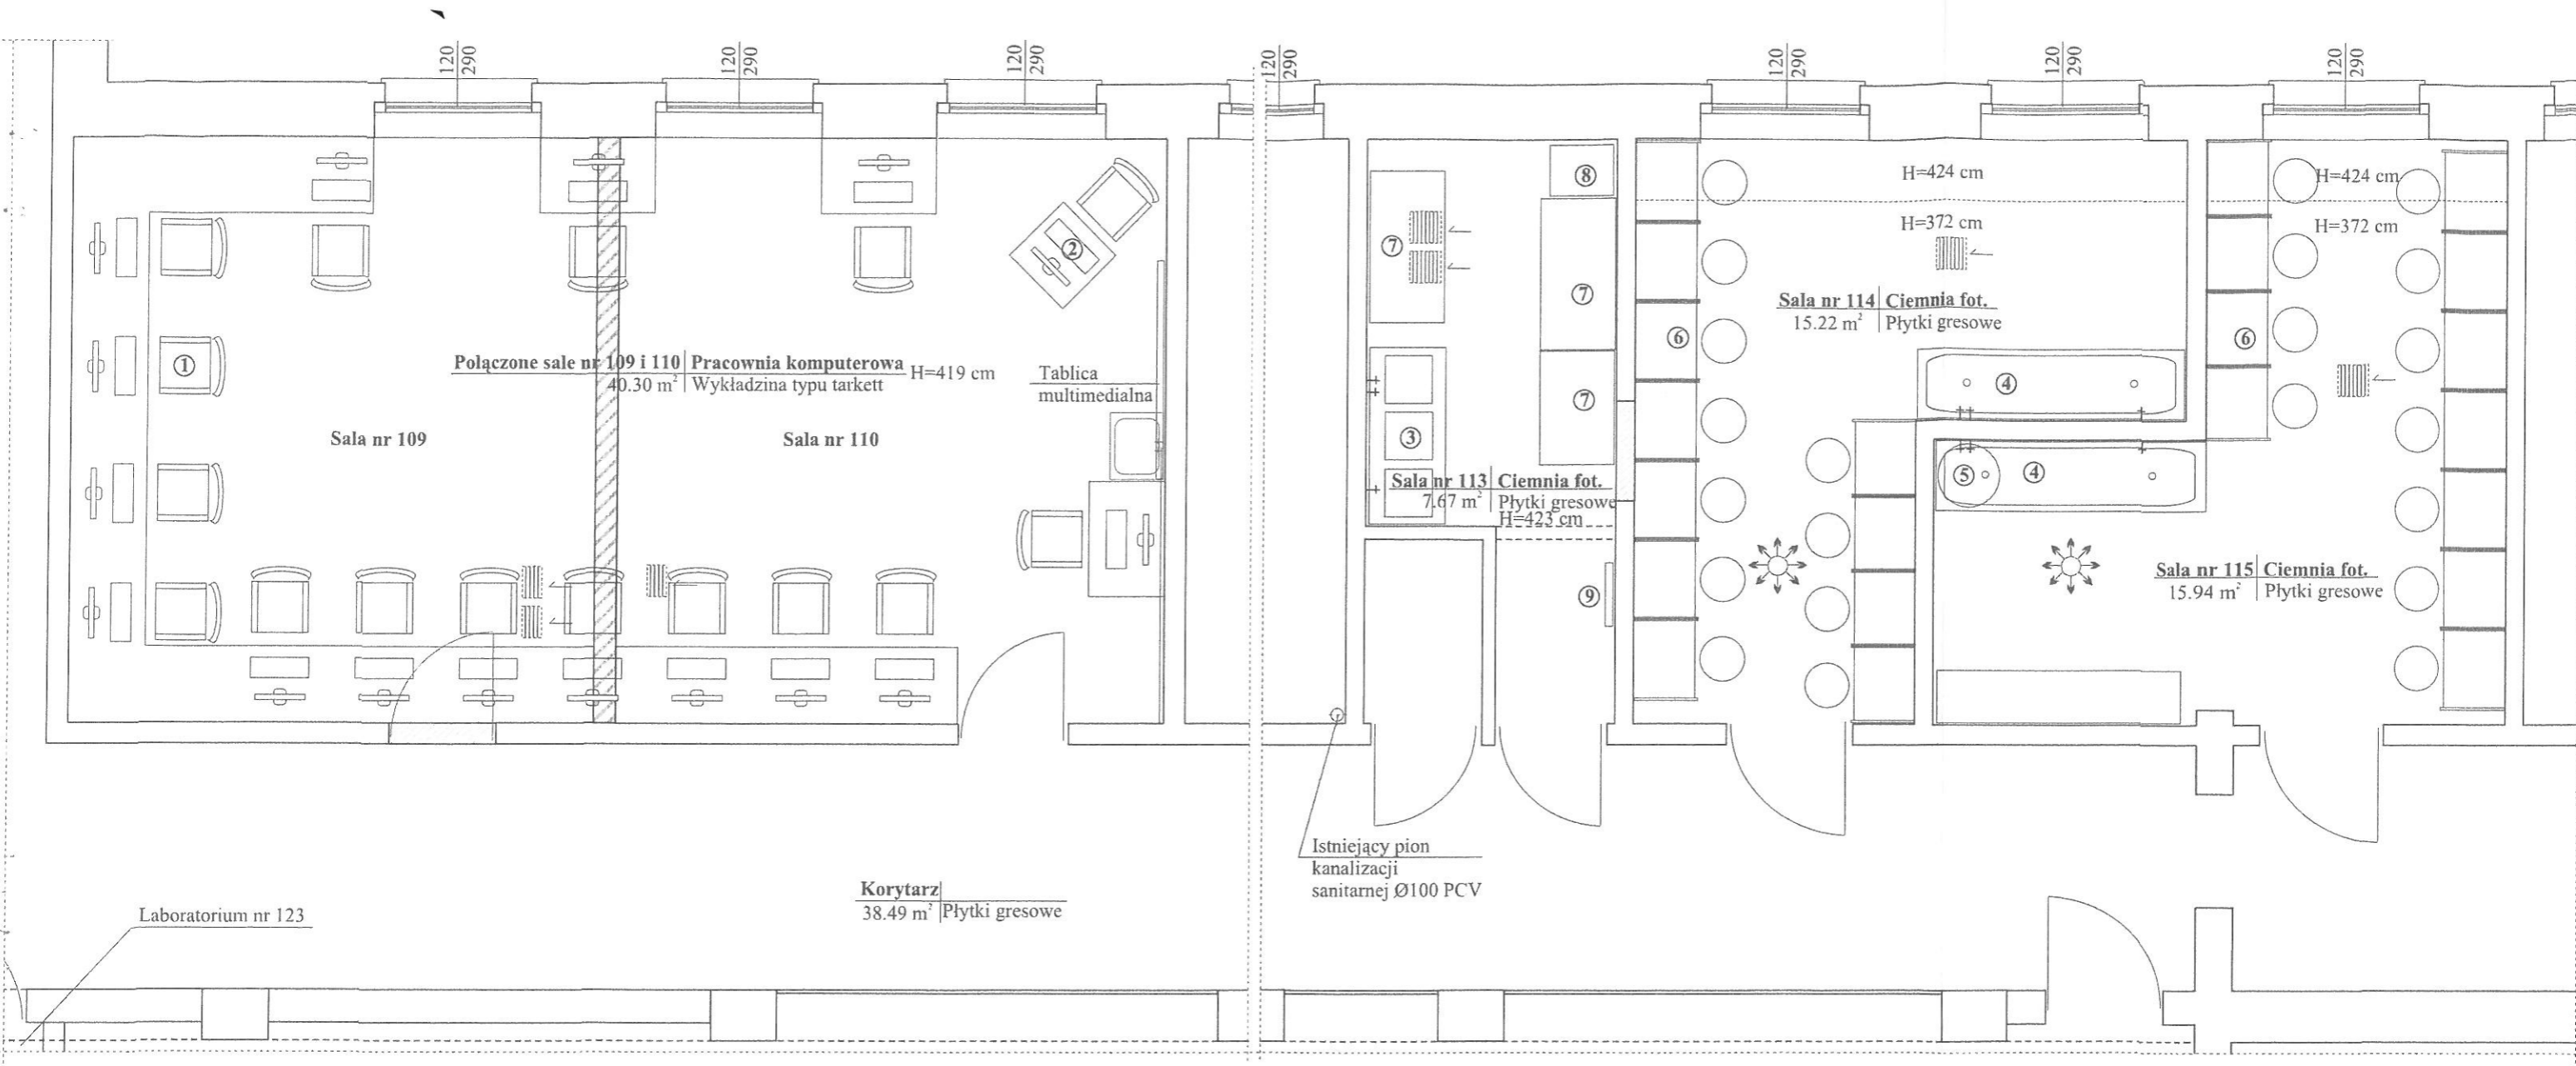 120
290
120
290
120
290
120
290
120
290
120
290
120
290
Połączone sale nr 109 i 110 Pracownia komputerowa
40.30 m² Wykładzina typu tarkett
H=419 cm
Sala nr 109
Sala nr 110
Tablica
multimedialna
1
2
Sala nr 113 Ciemnia fot.
7.67 m² Płytki gresowe
H=423 cm
7
8
7
7
3
9
H=424 cm
H=372 cm
Sala nr 114 Ciemnia fot.
15.22 m² Płytki gresowe
6
4
5
4
H=424 cm
H=372 cm
6
Sala nr 115 Ciemnia fot.
15.94 m² Płytki gresowe
Istniejący pion
kanalizacji
sanitarnej Ø100 PCV
Korytarz
38.49 m² Płytki gresowe
Laboratorium nr 123